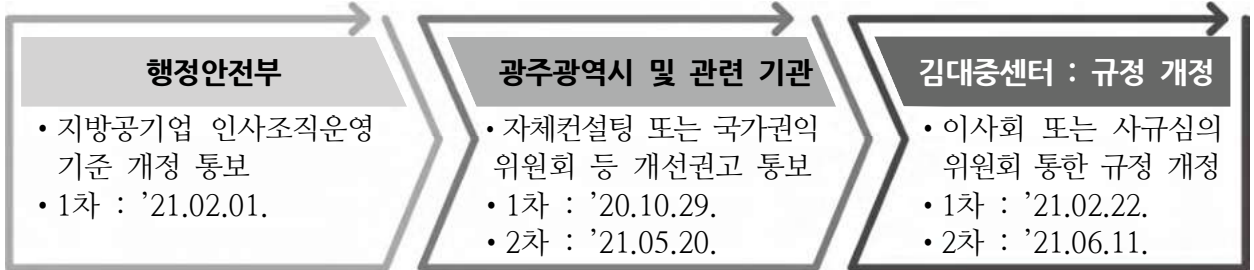 행정안전부
• 지방공기업 인사조직운영
기준 개정 통보
• 1차 : ’21.02.01.
광주광역시 및 관련 기관
• 자체컨설팅 또는 국가권익
위원회 등 개선권고 통보
• 1차 : ’20.10.29.
• 2차 : ’21.05.20.
김대중센터 : 규정 개정
• 이사회 또는 사규심의
위원회 통한 규정 개정
• 1차 : ’21.02.22.
• 2차 : ’21.06.11.